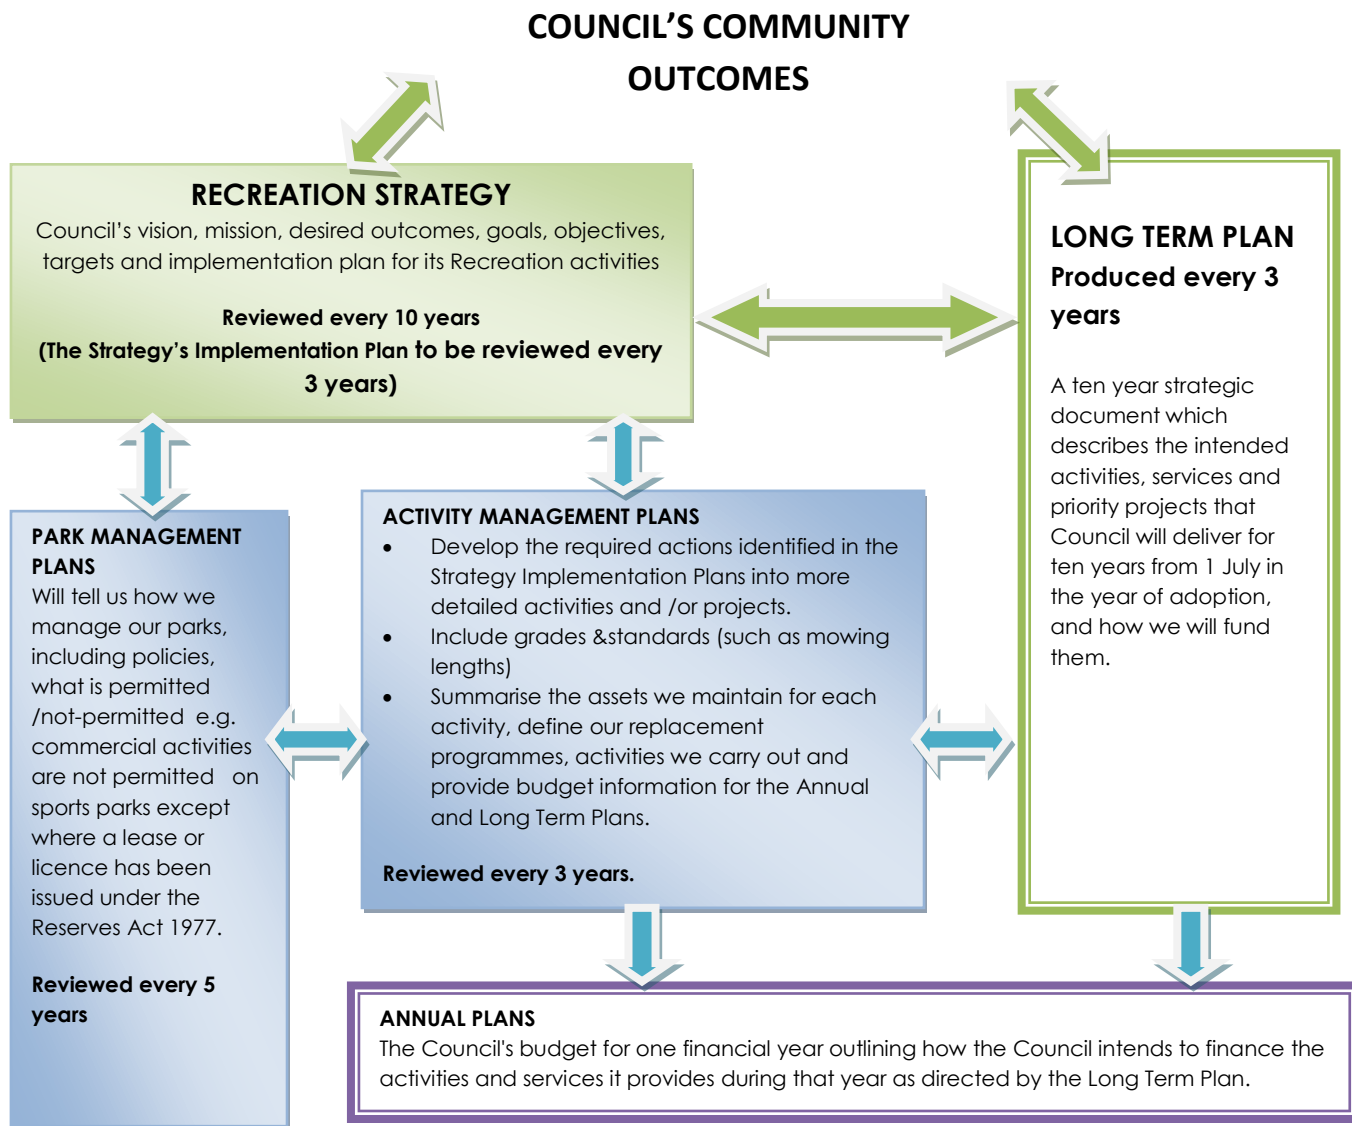 COUNCIL'S COMMUNITY
OUTCOMES
RECREATION STRATEGY
Council's vision, mission, desired outcomes, goals, objectives,
targets and implementation plan for its Recreation activities
Reviewed every 10 years
(The Strategy's Implementation Plan to be reviewed every
3 years)
LONG TERM PLAN
Produced every 3
years
A ten year strategic
document which
describes the intended
activities, services and
priority projects that
Council will deliver for
ten years from 1 July in
the year of adoption,
and how we will fund
them.
PARK MANAGEMENT
PLANS
Will tell us how we
manage our parks,
including policies,
what is permitted
/not-permitted e.g.
commercial activities
are not permitted on
sports parks except
where a lease or
licence has been
issued under the
Reserves Act 1977.
Reviewed every 5
years
ACTIVITY MANAGEMENT PLANS
• Develop the required actions identified in the
Strategy Implementation Plans into more
detailed activities and /or projects.
• Include grades &standards (such as mowing
lengths)
• Summarise the assets we maintain for each
activity, define our replacement
programmes, activities we carry out and
provide budget information for the Annual
and Long Term Plans.
Reviewed every 3 years.
ANNUAL PLANS
The Council's budget for one financial year outlining how the Council intends to finance the
activities and services it provides during that year as directed by the Long Term Plan.